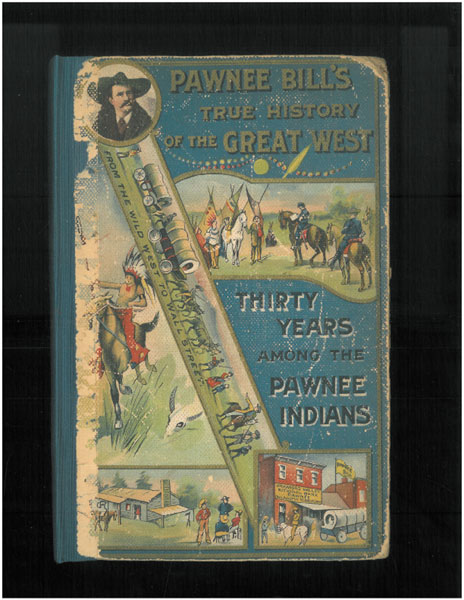 PAWNEE BILL'S
TRUE HISTORY
OF THE GREAT WEST
FROM THE WILD WEST TO WALL STREET
THIRTY
YEARS
AMONG THE
PAWNEE
INDIANS